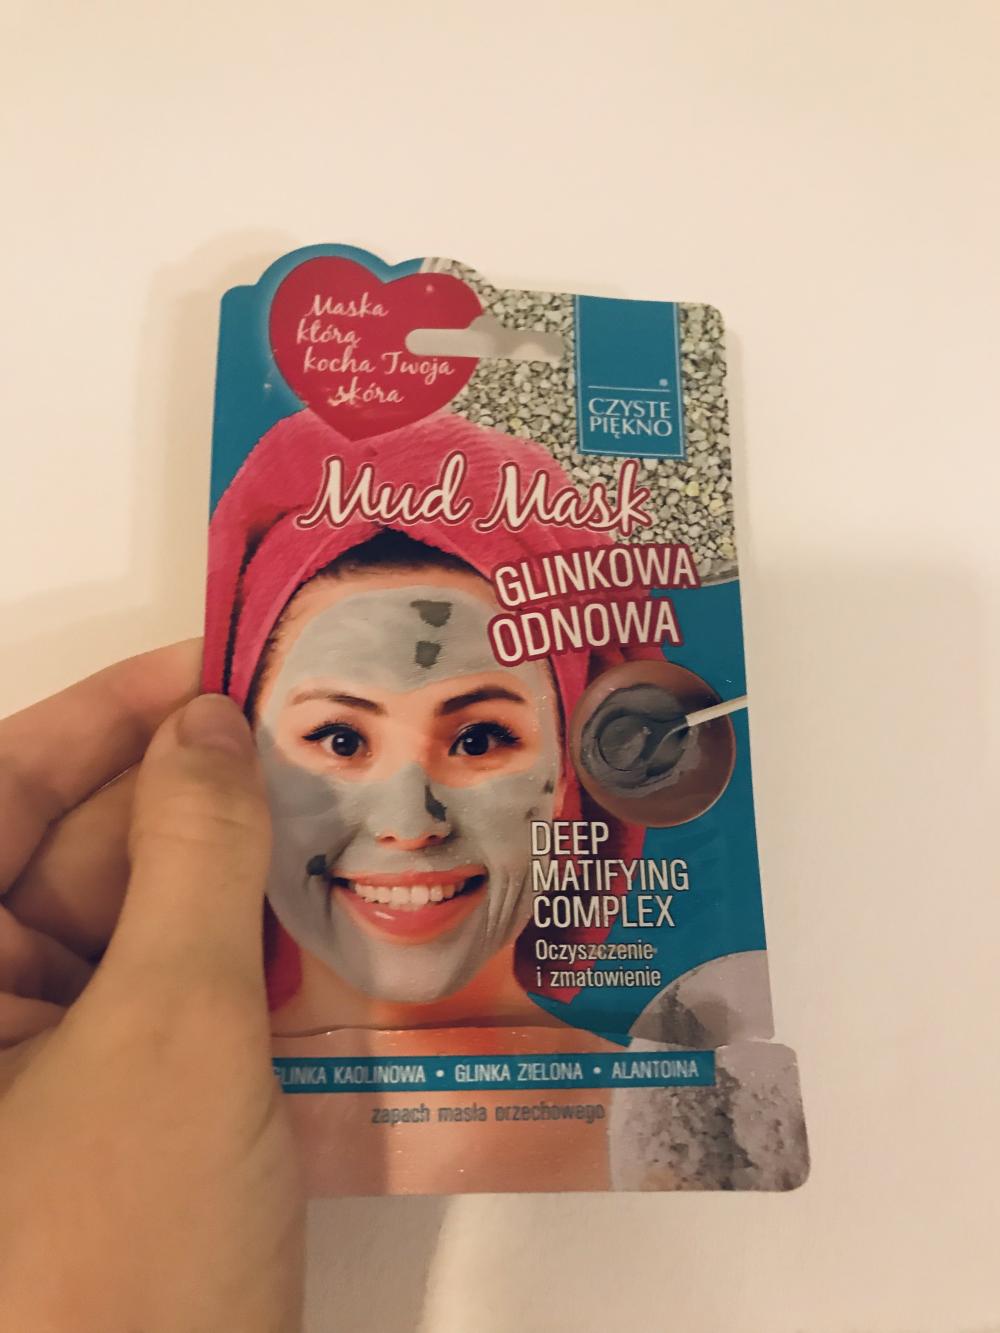 Maska
którą
kocha Twoja
skóra
CZYSTE
PIĘKNO
Mud Mask
GLINKOWA
ODNOWA
DEEP
MATIFYING
COMPLEX
Oczyszczenie
i zmatowienie
GLINKA KAOLINOWA • GLINKA ZIELONA • ALANTOINA
zapach masła orzechowego